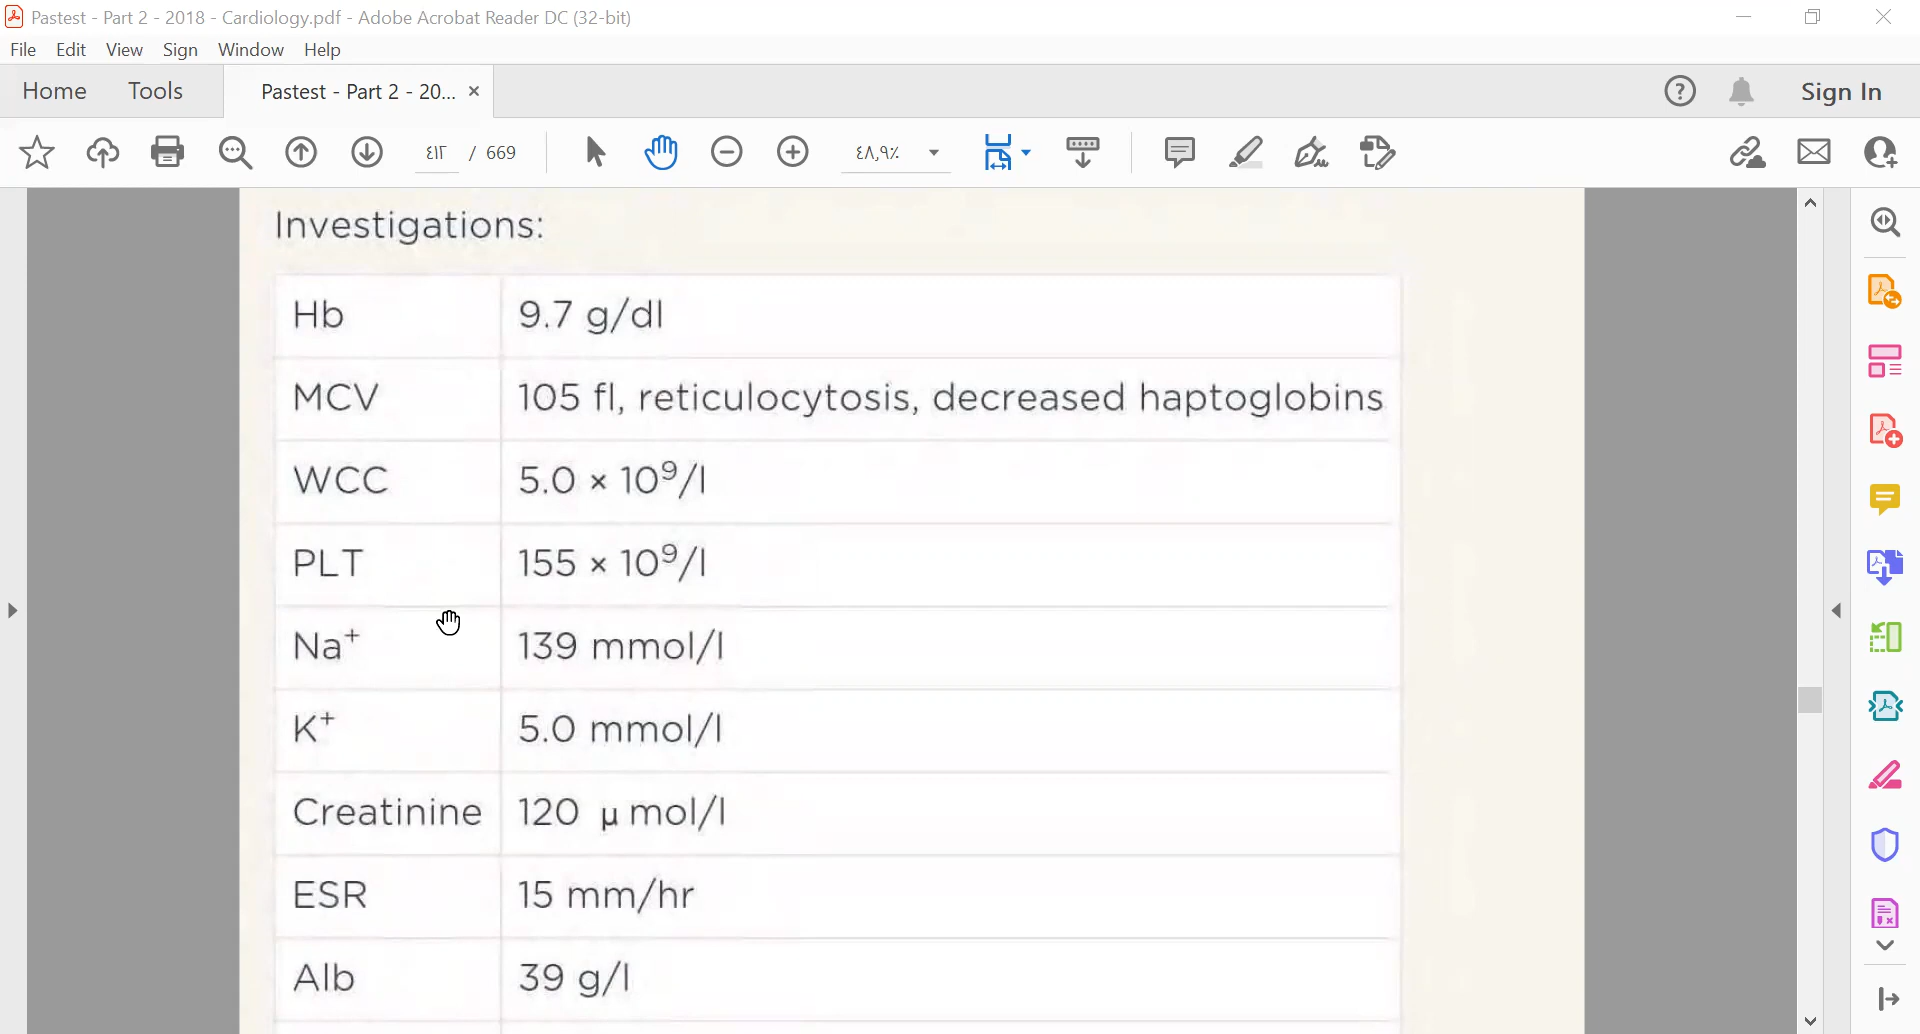 Pastest - Part 2 - 2018 - Cardiology.pdf - Adobe Acrobat Reader DC (32-bit)
File Edit View Sign Window Help
Home Tools Pastest - Part 2 - 20... × Sign In
٤١٢ / 669 ٤٨,٩٪
Investigations:
Hb 9.7 g/dl
MCV 105 fl, reticulocytosis, decreased haptoglobins
WCC 5.0 × 10⁹/l
PLT 155 × 10⁹/l
Na⁺ 139 mmol/l
K⁺ 5.0 mmol/l
Creatinine 120 μ mol/l
ESR 15 mm/hr
Alb 39 g/l